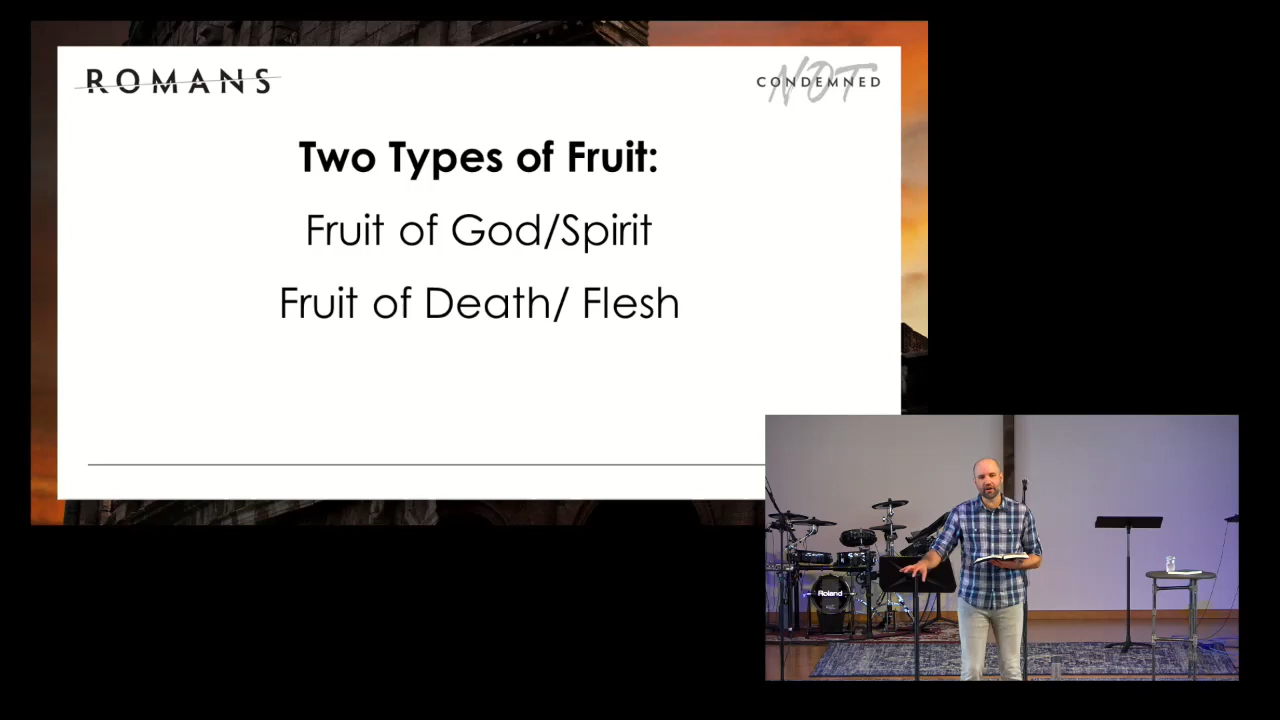 ROMANS
NOT
CONDEMNED
Two Types of Fruit:
Fruit of God/Spirit
Fruit of Death/ Flesh
Roland